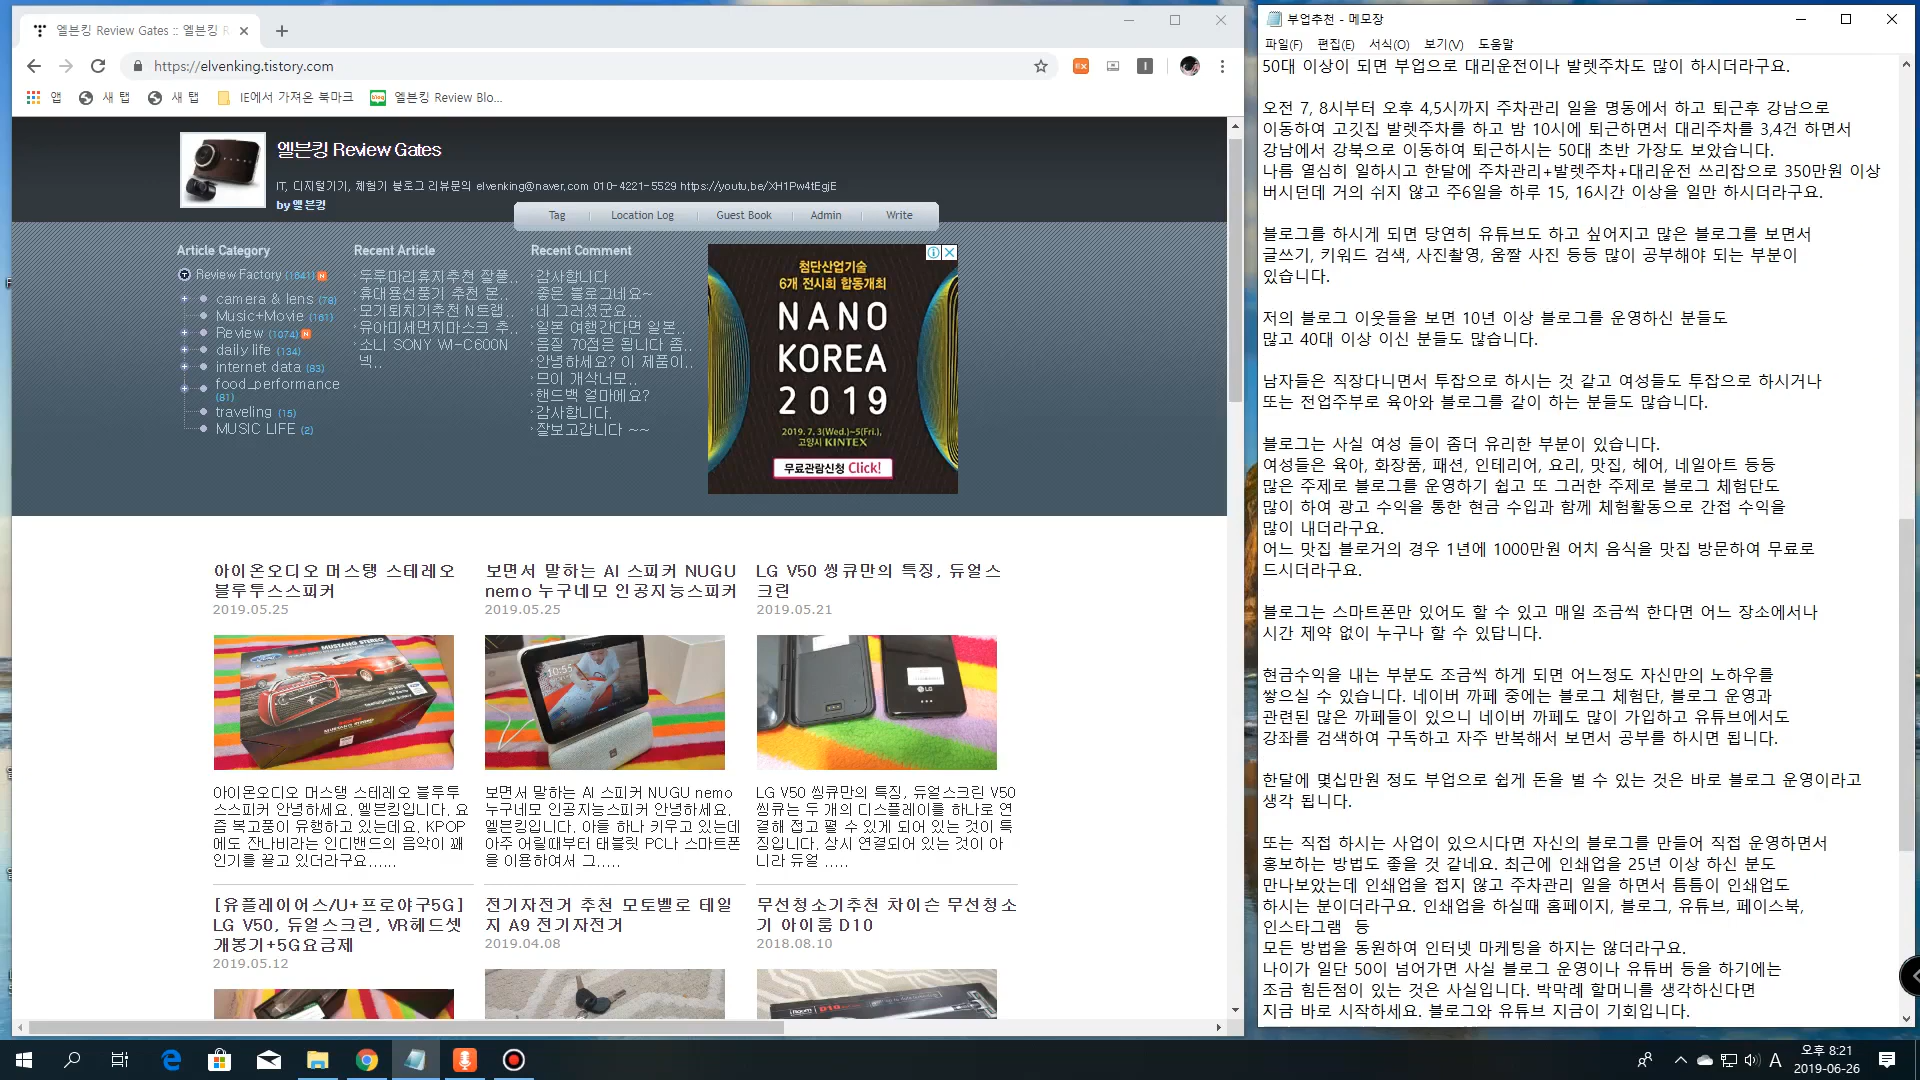 엘븐킹 Review Gates :: 엘븐킹 R
https://elvenking.tistory.com
앱
새 탭
새 탭
IE에서 가져온 북마크
엘븐킹 Review Blo...
엘븐킹 Review Gates
IT, 디지털기기, 체험기 블로그 리뷰문의 elvenking@naver.com 010-4221-5529 https://youtu.be/XH1Pw4tEgjE
by 엘븐킹
Tag
Location Log
Guest Book
Admin
Write
Article Category
Review Factory (1641) N
camera & lens (78)
Music+Movie (161)
Review (1074) N
daily life (134)
internet data (83)
food_performance
(81)
traveling (15)
MUSIC LIFE (2)
Recent Article
두루마리휴지추천 잘풀..
휴대용선풍기 추천 본..
모기퇴치기추천 N트랩..
유아미세먼지마스크 추..
소니 SONY WI-C600N
넥..
Recent Comment
감사합니다
좋은 블로그네요~
네 그러셨군요...
일본 여행간다면 일본..
음질 70점은 됩니다 좀..
안녕하세요? 이 제품이..
므이 개삭너모..
핸드백 얼마에요?
감사합니다.
잘보고갑니다 ~~
첨단산업기술
6개 전시회 합동개최
NANO
KOREA
2019
2019. 7. 3(Wed.)~5(Fri.),
고양시 KINTEX
무료관람신청 Click!
아이온오디오 머스탱 스테레오
블루투스스피커
2019.05.25
MUSTANG STEREO
아이온오디오 머스탱 스테레오 블루투
스스피커 안녕하세요. 엘븐킹입니다. 요
즘 복고풍이 유행하고 있는데요. KPOP
에도 잔나비라는 인디밴드의 음악이 꽤
인기를 끌고 있더라구요......
보면서 말하는 AI 스피커 NUGU
nemo 누구네모 인공지능스피커
2019.05.25
10:55
보면서 말하는 AI 스피커 NUGU nemo
누구네모 인공지능스피커 안녕하세요.
엘븐킹입니다. 아들 하나 키우고 있는데
아주 어릴때부터 태블릿 PC나 스마트폰
을 이용하여서 그.....
LG V50 씽큐만의 특징, 듀얼스
크린
2019.05.21
LG
LG V50 씽큐만의 특징, 듀얼스크린 V50
씽큐는 두 개의 디스플레이를 하나로 연
결해 접고 펼 수 있게 되어 있는 것이 특
징입니다. 상시 연결되어 있는 것이 아
니라 듀얼 .....
[유플레이어스/U+프로야구5G]
LG V50, 듀얼스크린, VR헤드셋
개봉기+5G요금제
2019.05.12
전기자전거 추천 모토벨로 테일
지 A9 전기자전거
2019.04.08
무선청소기추천 차이슨 무선청소
기 아이룸 D10
2018.08.10
D10
부업추천 - 메모장
파일(F) 편집(E) 서식(O) 보기(V) 도움말
50대 이상이 되면 부업으로 대리운전이나 발렛주차도 많이 하시더라구요.
오전 7, 8시부터 오후 4,5시까지 주차관리 일을 명동에서 하고 퇴근후 강남으로
이동하여 고깃집 발렛주차를 하고 밤 10시에 퇴근하면서 대리주차를 3,4건 하면서
강남에서 강북으로 이동하여 퇴근하시는 50대 초반 가장도 보았습니다.
나름 열심히 일하시고 한달에 주차관리+발렛주차+대리운전 쓰리잡으로 350만원 이상
버시던데 거의 쉬지 않고 주6일을 하루 15, 16시간 이상을 일만 하시더라구요.
블로그를 하시게 되면 당연히 유튜브도 하고 싶어지고 많은 블로그를 보면서
글쓰기, 키워드 검색, 사진촬영, 움짤 사진 등등 많이 공부해야 되는 부분이
있습니다.
저의 블로그 이웃들을 보면 10년 이상 블로그를 운영하신 분들도
많고 40대 이상 이신 분들도 많습니다.
남자들은 직장다니면서 투잡으로 하시는 것 같고 여성들도 투잡으로 하시거나
또는 전업주부로 육아와 블로그를 같이 하는 분들도 많습니다.
블로그는 사실 여성 들이 좀더 유리한 부분이 있습니다.
여성들은 육아, 화장품, 패션, 인테리어, 요리, 맛집, 헤어, 네일아트 등등
많은 주제로 블로그를 운영하기 쉽고 또 그러한 주제로 블로그 체험단도
많이 하여 광고 수익을 통한 현금 수입과 함께 체험활동으로 간접 수익을
많이 내더라구요.
어느 맛집 블로거의 경우 1년에 1000만원 어치 음식을 맛집 방문하여 무료로
드시더라구요.
블로그는 스마트폰만 있어도 할 수 있고 매일 조금씩 한다면 어느 장소에서나
시간 제약 없이 누구나 할 수 있답니다.
현금수익을 내는 부분도 조금씩 하게 되면 어느정도 자신만의 노하우를
쌓으실 수 있습니다. 네이버 까페 중에는 블로그 체험단, 블로그 운영과
관련된 많은 까페들이 있으니 네이버 까페도 많이 가입하고 유튜브에서도
강좌를 검색하여 구독하고 자주 반복해서 보면서 공부를 하시면 됩니다.
한달에 몇십만원 정도 부업으로 쉽게 돈을 벌 수 있는 것은 바로 블로그 운영이라고
생각 됩니다.
또는 직접 하시는 사업이 있으시다면 자신의 블로그를 만들어 직접 운영하면서
홍보하는 방법도 좋을 것 같네요. 최근에 인쇄업을 25년 이상 하신 분도
만나보았는데 인쇄업을 접지 않고 주차관리 일을 하면서 틈틈이 인쇄업도
하시는 분이더라구요. 인쇄업을 하실때 홈페이지, 블로그, 유튜브, 페이스북,
인스타그램 등
모든 방법을 동원하여 인터넷 마케팅을 하지는 않더라구요.
나이가 일단 50이 넘어가면 사실 블로그 운영이나 유튜버 등을 하기에는
조금 힘든점이 있는 것은 사실입니다. 박막례 할머니를 생각하신다면
지금 바로 시작하세요. 블로그와 유튜브 지금이 기회입니다.
A
오후 8:21
2019-06-26